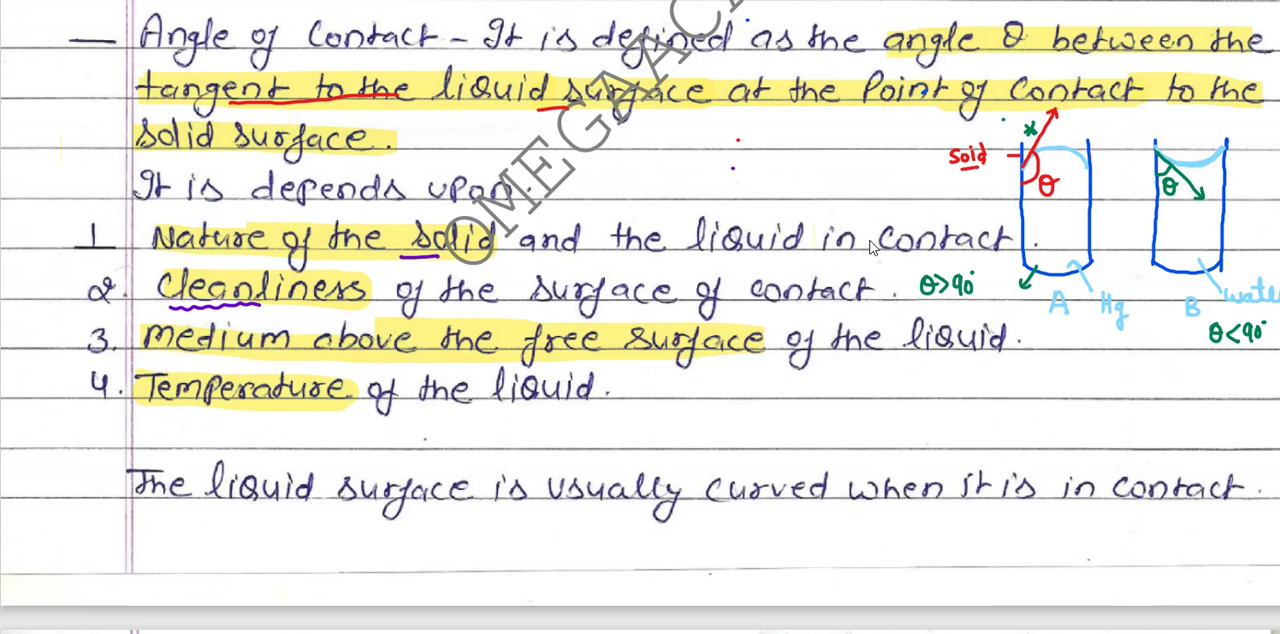 — Angle of Contact - It is defined as the angle θ between the
tangent to the liquid surface at the Point of Contact to the
solid surface.
It is depends upon
1 Nature of the solid and the liquid in contact.
2. Cleanliness of the surface of contact.
3. Medium above the free surface of the liquid.
4. Temperature of the liquid.
The liquid surface is usually curved when it is in contact.
Soid
θ
θ
θ>90°
A Hg
B wate
θ<90°